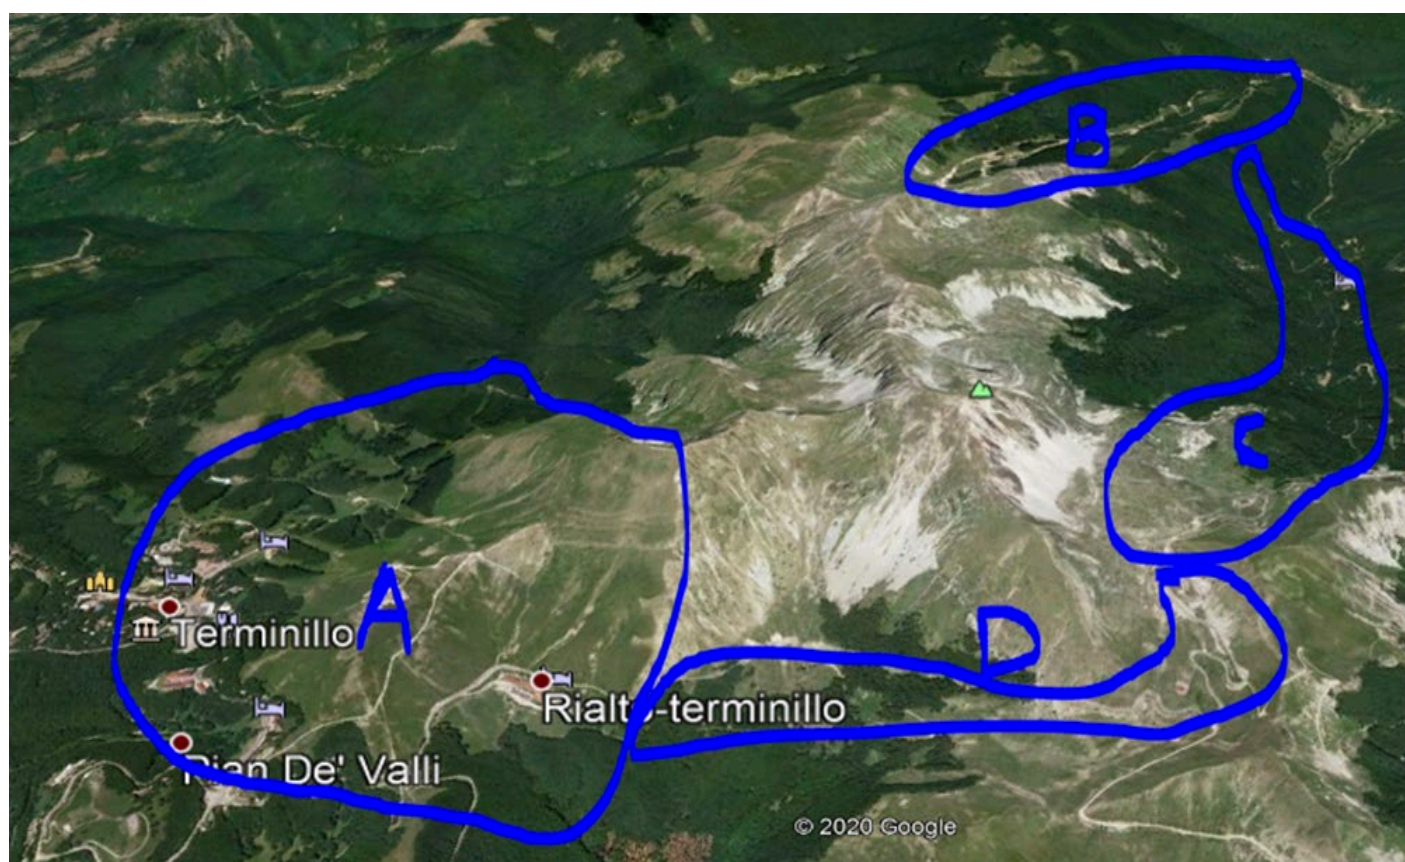 B
C
A
Terminillo
D
Rialto-terminillo
Pian De' Valli
© 2020 Google